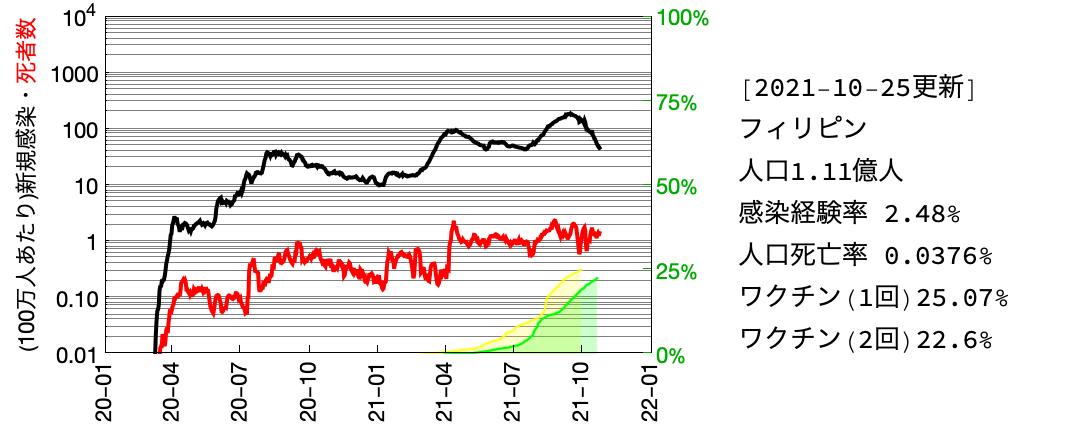 (100万人あたり)新規感染・死者数
10^4
1000
100
10
1
0.10
0.01
100%
75%
50%
25%
0%
20-01
20-04
20-07
20-10
21-01
21-04
21-07
21-10
22-01
[2021-10-25更新]
フィリピン
人口1.11億人
感染経験率 2.48%
人口死亡率 0.0376%
ワクチン(1回)25.07%
ワクチン(2回)22.6%